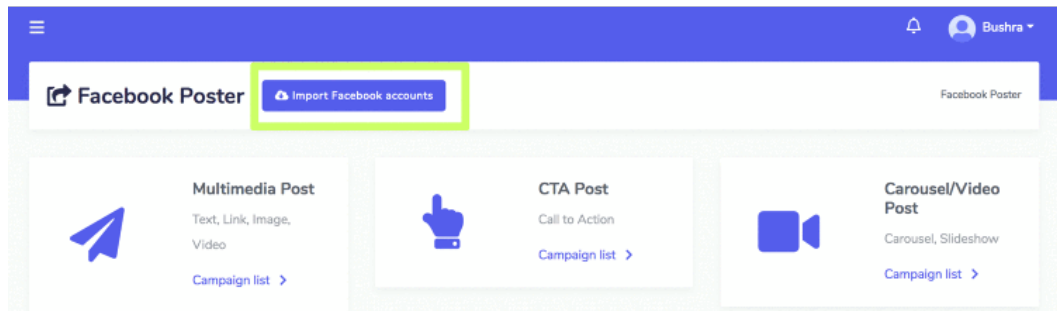 Bushra
Facebook Poster
Import Facebook accounts
Facebook Poster
Multimedia Post
Text, Link, Image,
Video
Campaign list
CTA Post
Call to Action
Campaign list
Carousel/Video
Post
Carousel, Slideshow
Campaign list